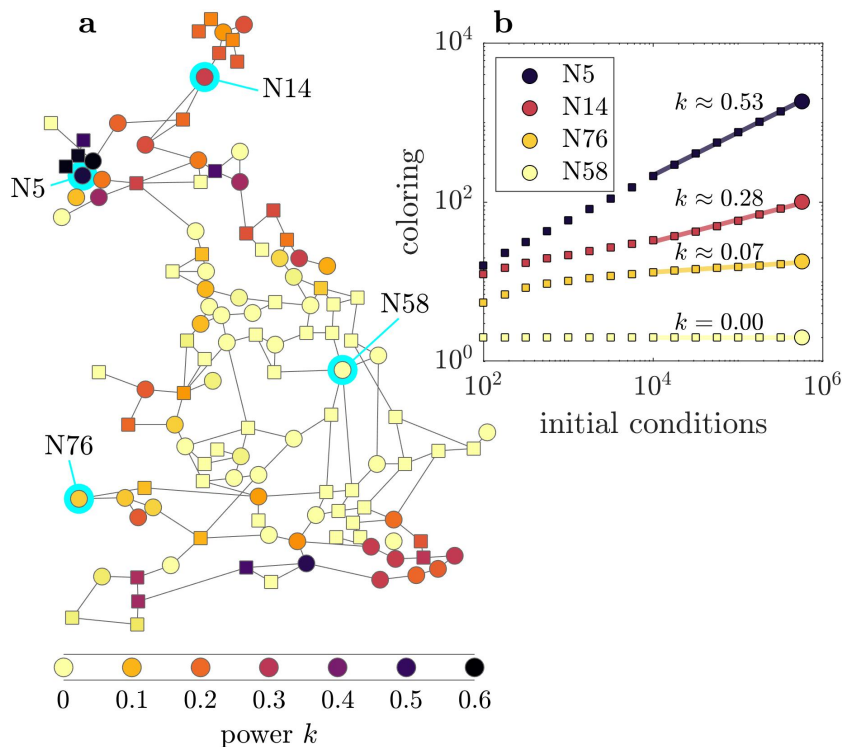 a
N14
N5
N58
N76
0 0.1 0.2 0.3 0.4 0.5 0.6
power k
b
10^4
10^2
10^0
coloring
N5
N14
N76
N58
k ≈ 0.53
k ≈ 0.28
k ≈ 0.07
k = 0.00
10^2 10^4 10^6
initial conditions